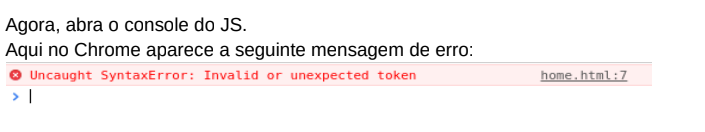 Agora, abra o console do JS.
Aqui no Chrome aparece a seguinte mensagem de erro:
Uncaught SyntaxError: Invalid or unexpected token home.html:7